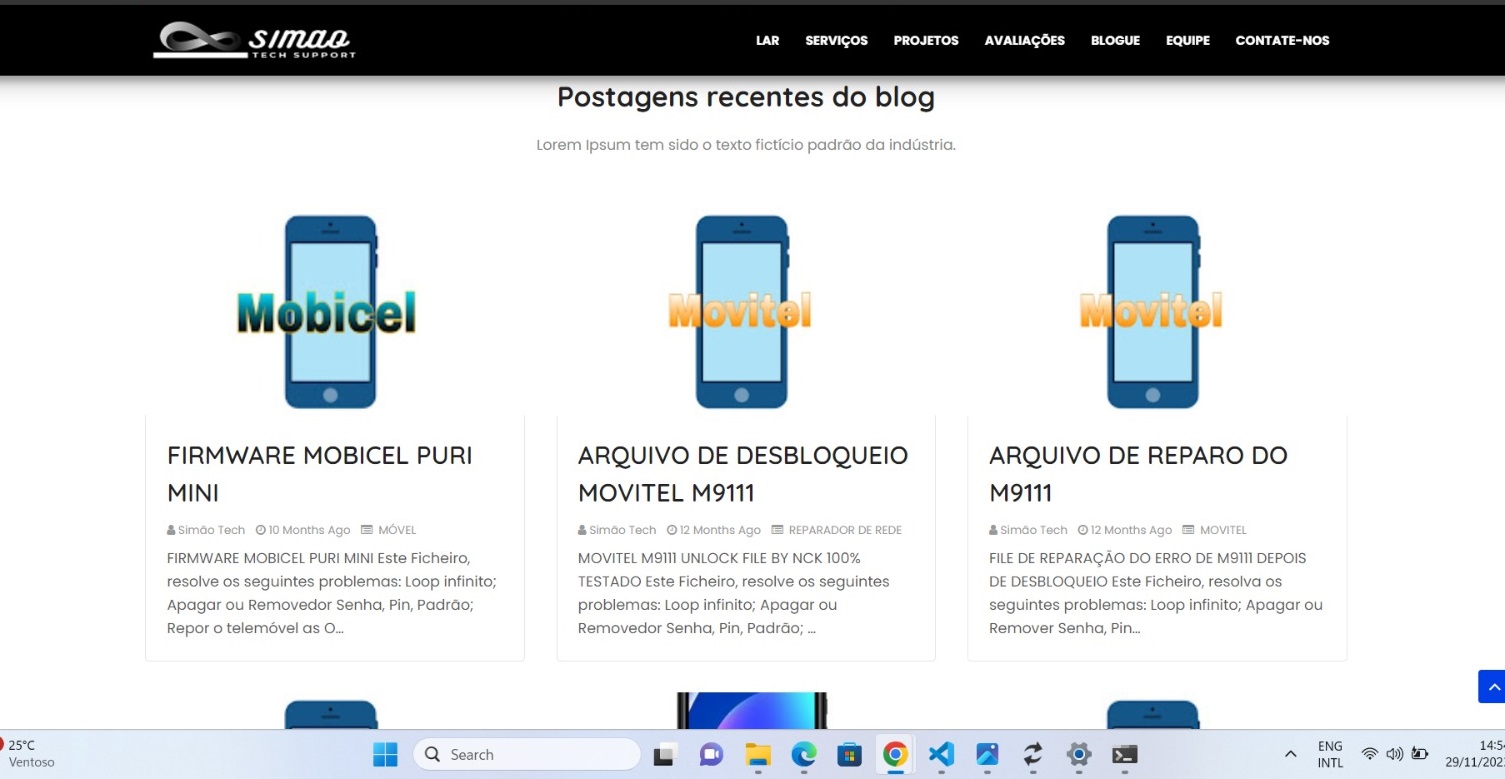 SIMAO
TECH SUPPORT
LAR SERVIÇOS PROJETOS AVALIAÇÕES BLOGUE EQUIPE CONTATE-NOS
Postagens recentes do blog
Lorem Ipsum tem sido o texto fictício padrão da indústria.
Mobicel
FIRMWARE MOBICEL PURI
MINI
Simão Tech 10 Months Ago MÓVEL
FIRMWARE MOBICEL PURI MINI Este Ficheiro,
resolve os seguintes problemas: Loop infinito;
Apagar ou Removedor Senha, Pin, Padrão;
Repor o telemóvel as O...
Movitel
ARQUIVO DE DESBLOQUEIO
MOVITEL M9111
Simão Tech 12 Months Ago REPARADOR DE REDE
MOVITEL M9111 UNLOCK FILE BY NCK 100%
TESTADO Este Ficheiro, resolve os seguintes
problemas: Loop infinito; Apagar ou
Removedor Senha, Pin, Padrão; ...
Movitel
ARQUIVO DE REPARO DO
M9111
Simão Tech 12 Months Ago MOVITEL
FILE DE REPARAÇÃO DO ERRO DE M9111 DEPOIS
DE DESBLOQUEIO Este Ficheiro, resolva os
seguintes problemas: Loop infinito; Apagar ou
Remover Senha, Pin...
25°C
Ventoso
Search
ENG
INTL
14:5
29/11/202